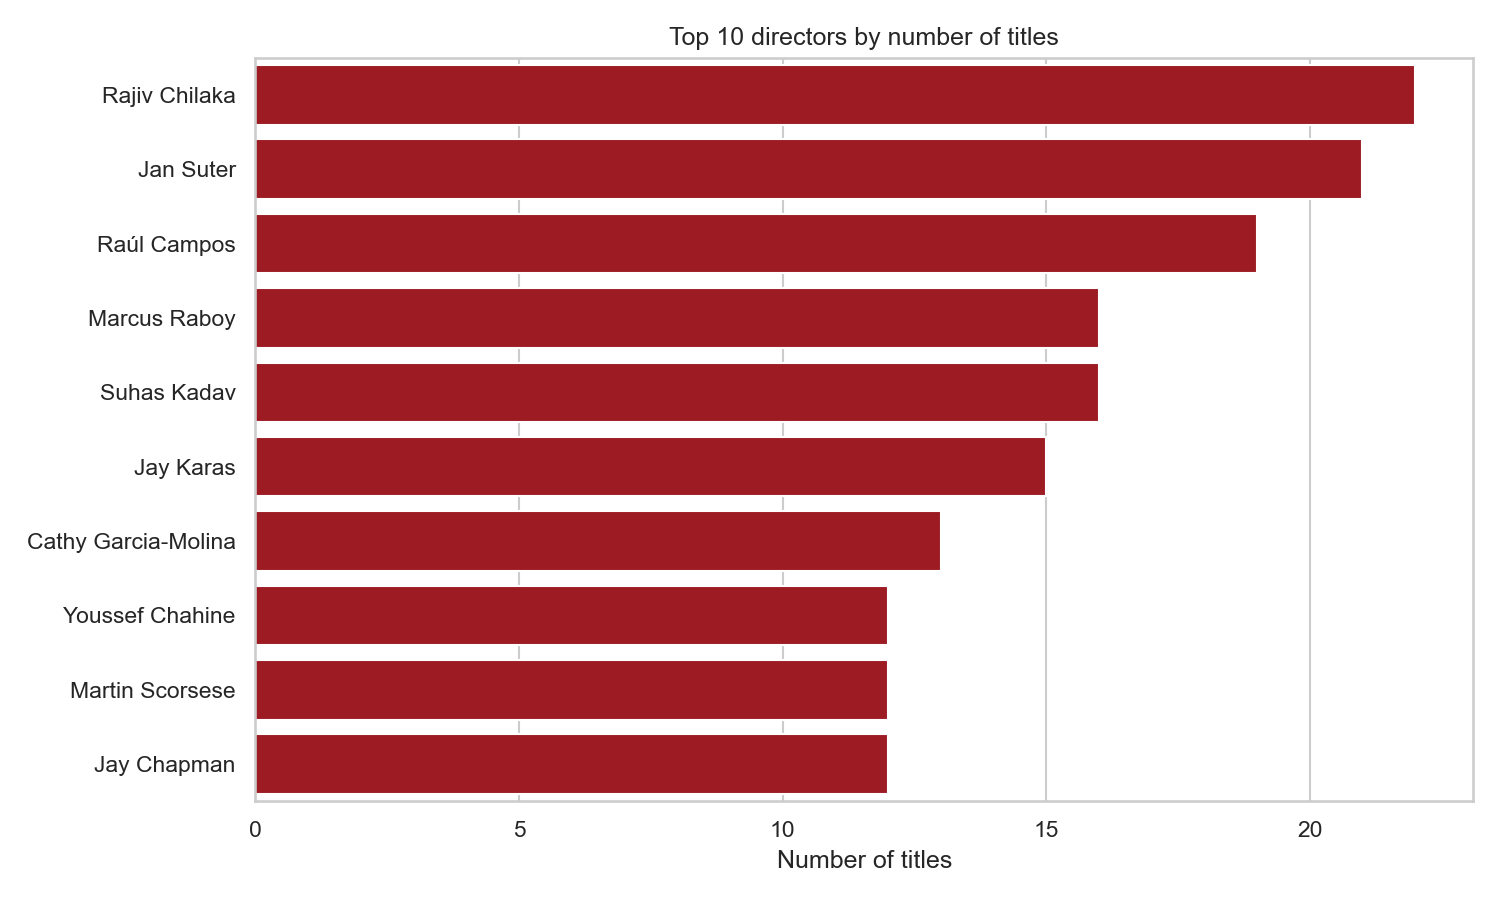 Top 10 directors by number of titles
Rajiv Chilaka
Jan Suter
Raúl Campos
Marcus Raboy
Suhas Kadav
Jay Karas
Cathy Garcia-Molina
Youssef Chahine
Martin Scorsese
Jay Chapman
0 5 10 15 20
Number of titles